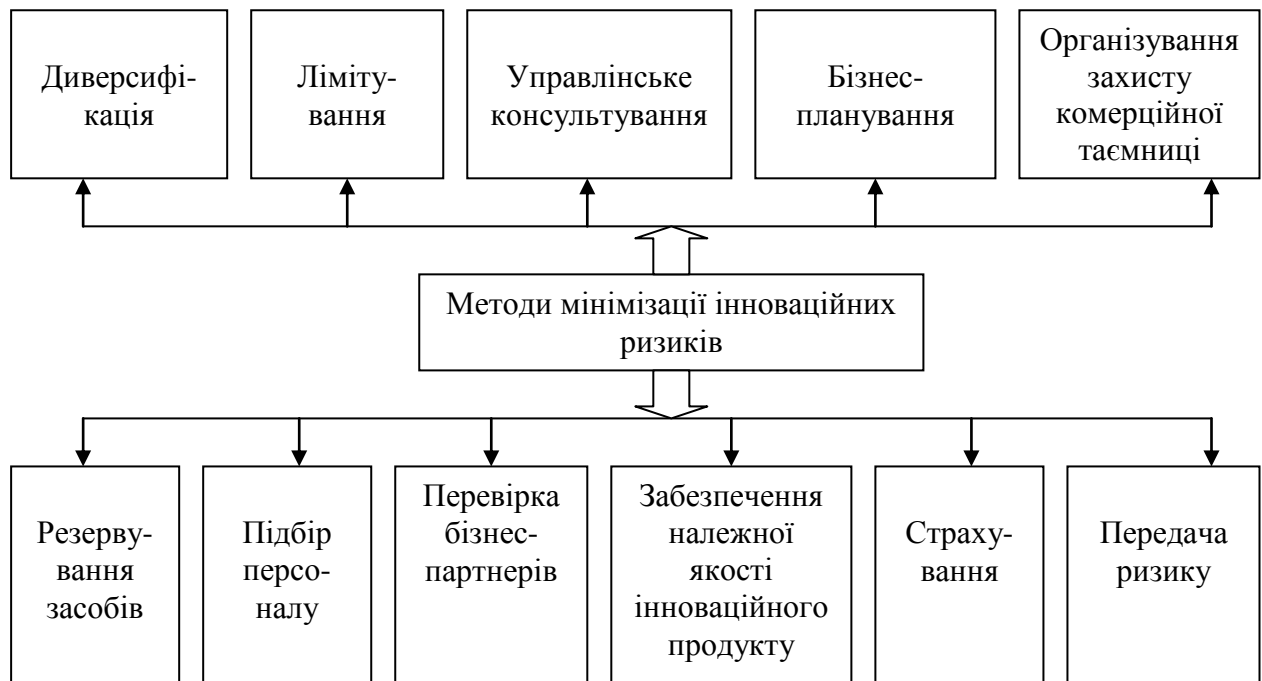 Диверсифі-
кація
Ліміту-
вання
Управлінське
консультування
Бізнес-
планування
Організування
захисту
комерційної
таємниці
Методи мінімізації інноваційних
ризиків
Резерву-
вання
засобів
Підбір
персо-
налу
Перевірка
бізнес-
партнерів
Забезпечення
належної
якості
інноваційного
продукту
Страху-
вання
Передача
ризику